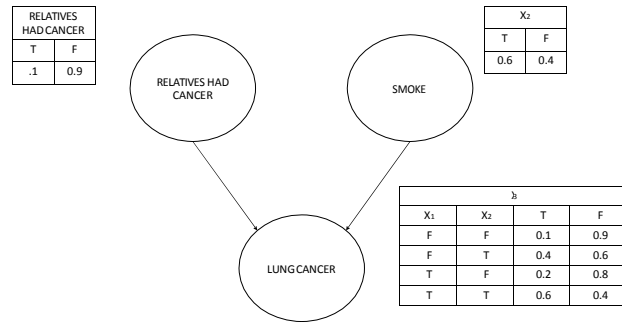 RELATIVES
HAD CANCER
T F
.1 0.9
X2
T F
0.6 0.4
RELATIVES HAD
CANCER
SMOKE
LUNG CANCER
X1 X2 T F
F F 0.1 0.9
F T 0.4 0.6
T F 0.2 0.8
T T 0.6 0.4